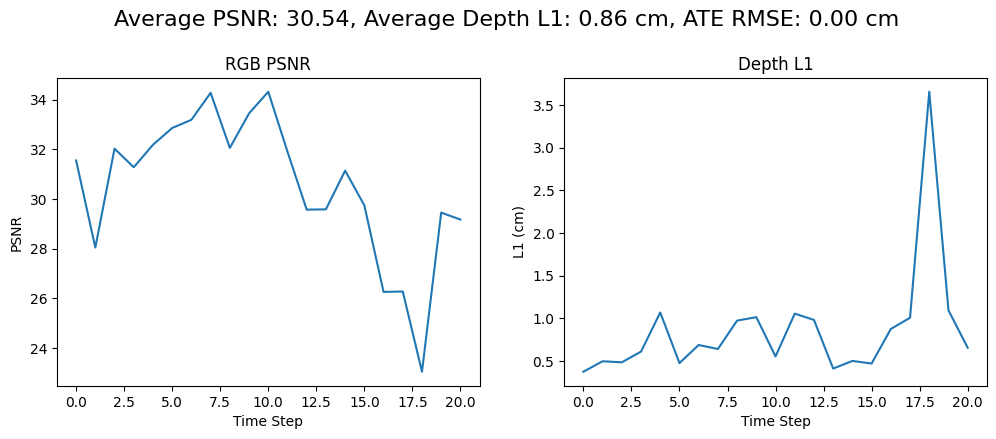 Average PSNR: 30.54, Average Depth L1: 0.86 cm, ATE RMSE: 0.00 cm
RGB PSNR
PSNR
34
32
30
28
26
24
0.0 2.5 5.0 7.5 10.0 12.5 15.0 17.5 20.0
Time Step
Depth L1
L1 (cm)
3.5
3.0
2.5
2.0
1.5
1.0
0.5
0.0 2.5 5.0 7.5 10.0 12.5 15.0 17.5 20.0
Time Step